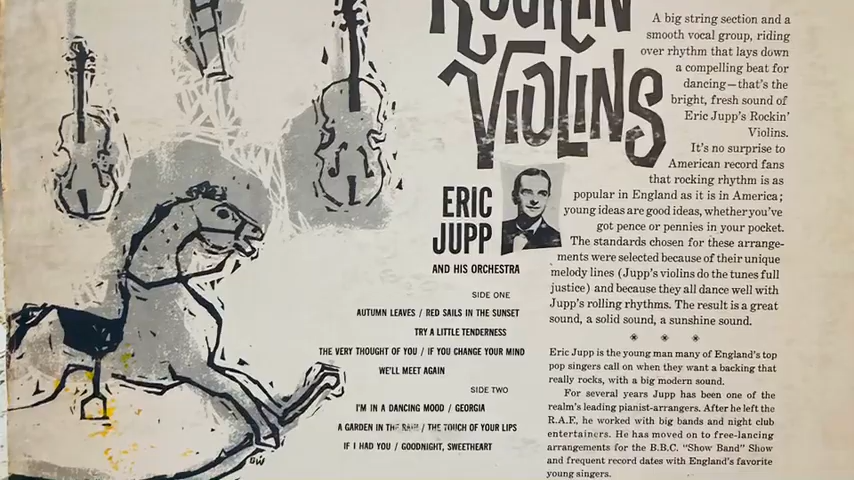 ROCKIN'
VIOLINS
ERIC
JUPP
AND HIS ORCHESTRA
SIDE ONE
AUTUMN LEAVES / RED SAILS IN THE SUNSET
TRY A LITTLE TENDERNESS
THE VERY THOUGHT OF YOU / IF YOU CHANGE YOUR MIND
WE'LL MEET AGAIN
SIDE TWO
I'M IN A DANCING MOOD / GEORGIA
A GARDEN IN THE RAIN / THE TOUCH OF YOUR LIPS
IF I HAD YOU / GOODNIGHT, SWEETHEART
A big string section and a
smooth vocal group, riding
over rhythm that lays down
a compelling beat for
dancing—that's the
bright, fresh sound of
Eric Jupp's Rockin'
Violins.
It's no surprise to
American record fans
that rocking rhythm is as
popular in England as it is in America;
young ideas are good ideas, whether you've
got pence or pennies in your pocket.
The standards chosen for these arrange-
ments were selected because of their unique
melody lines (Jupp's violins do the tunes full
justice) and because they all dance well with
Jupp's rolling rhythms. The result is a great
sound, a solid sound, a sunshine sound.
* * *
Eric Jupp is the young man many of England's top
pop singers call on when they want a backing that
really rocks, with a big modern sound.
For several years Jupp has been one of the
realm's leading pianist-arrangers. After he left the
R.A.F. he worked with big bands and night club
entertainers. He has moved on to free-lancing
arrangements for the B.B.C. "Show Band" Show
and frequent record dates with England's favorite
young singers.
GW